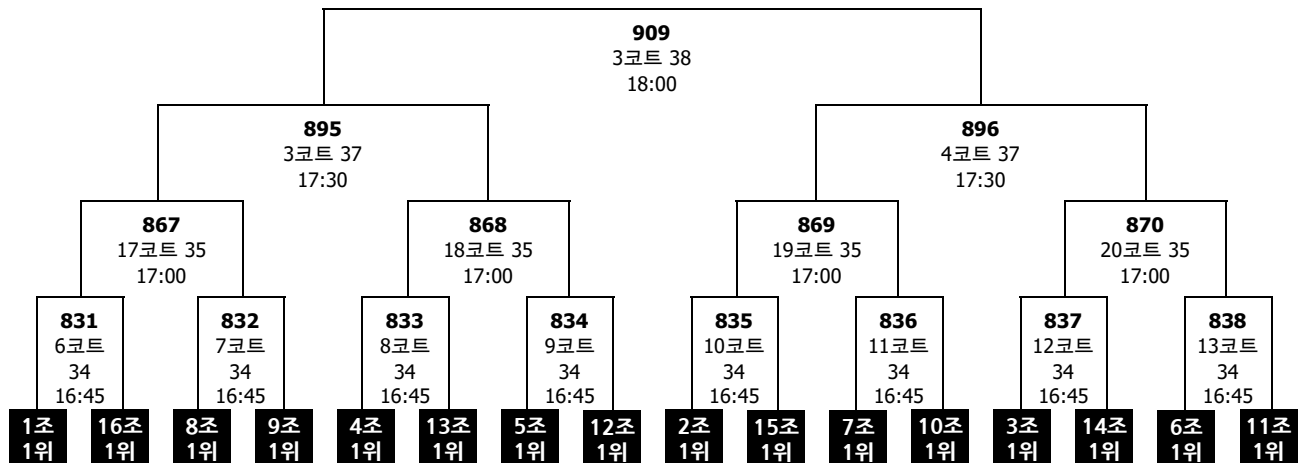 909
3코트 38
18:00
895
3코트 37
17:30
896
4코트 37
17:30
867
17코트 35
17:00
868
18코트 35
17:00
869
19코트 35
17:00
870
20코트 35
17:00
831
6코트
34
16:45
832
7코트
34
16:45
833
8코트
34
16:45
834
9코트
34
16:45
835
10코트
34
16:45
836
11코트
34
16:45
837
12코트
34
16:45
838
13코트
34
16:45
1조
1위
16조
1위
8조
1위
9조
1위
4조
1위
13조
1위
5조
1위
12조
1위
2조
1위
15조
1위
7조
1위
10조
1위
3조
1위
14조
1위
6조
1위
11조
1위